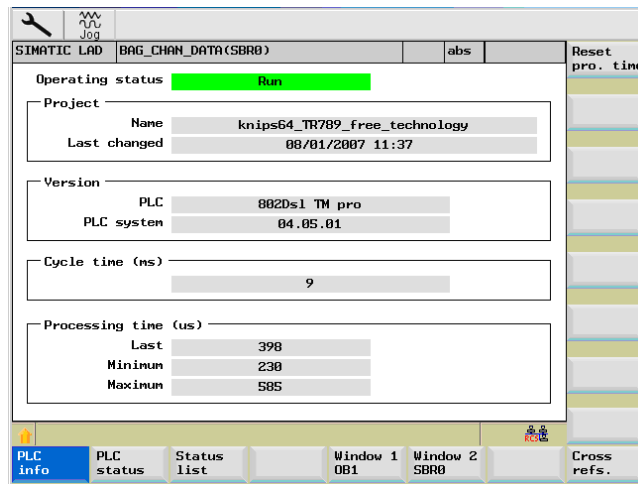 Jog
SIMATIC LAD BAG_CHAN_DATA(SBR0) abs
Reset
pro. time
Operating status Run
Project
Name knips64_TR789_free_technology
Last changed 08/01/2007 11:37
Version
PLC 802Dsl TM pro
PLC system 04.05.01
Cycle time (ms)
9
Processing time (us)
Last 398
Minimum 230
Maximum 585
RCS
PLC info
PLC status
Status list
Window 1 OB1
Window 2 SBR0
Cross refs.